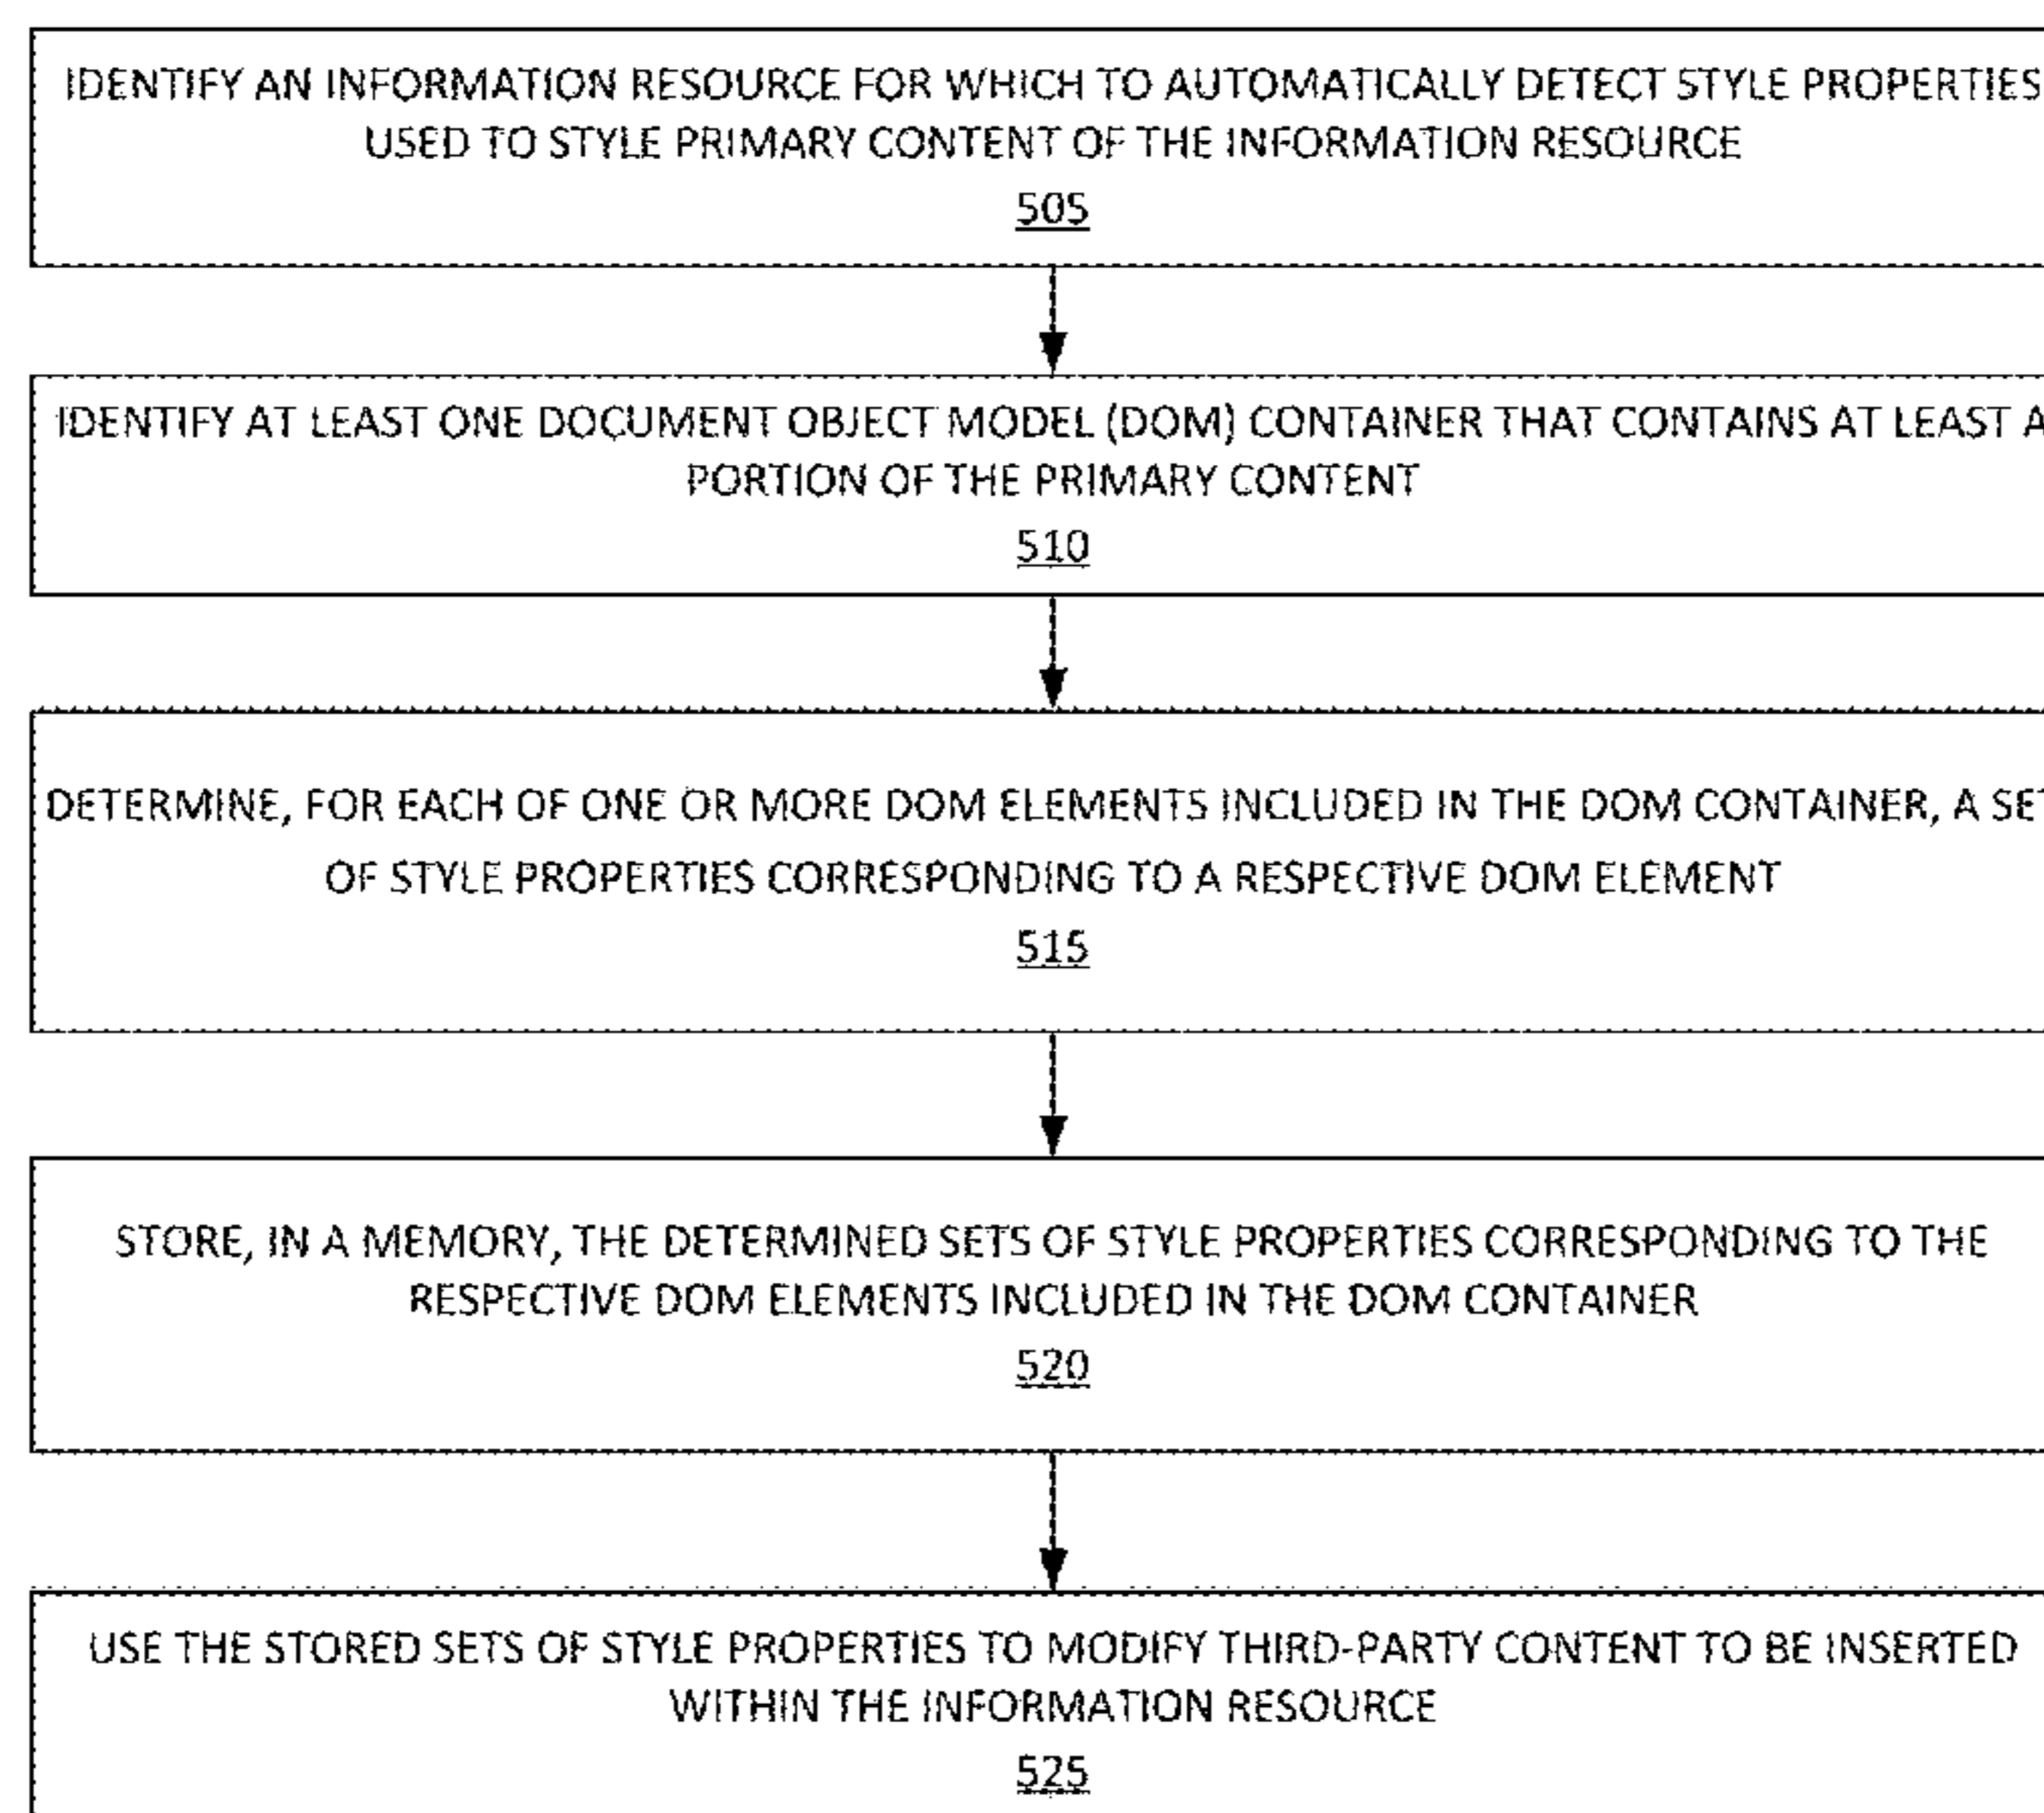 IDENTIFY AN INFORMATION RESOURCE FOR WHICH TO AUTOMATICALLY DETECT STYLE PROPERTIES
USED TO STYLE PRIMARY CONTENT OF THE INFORMATION RESOURCE
505
IDENTIFY AT LEAST ONE DOCUMENT OBJECT MODEL (DOM) CONTAINER THAT CONTAINS AT LEAST A
PORTION OF THE PRIMARY CONTENT
510
DETERMINE, FOR EACH OF ONE OR MORE DOM ELEMENTS INCLUDED IN THE DOM CONTAINER, A SET
OF STYLE PROPERTIES CORRESPONDING TO A RESPECTIVE DOM ELEMENT
515
STORE, IN A MEMORY, THE DETERMINED SETS OF STYLE PROPERTIES CORRESPONDING TO THE
RESPECTIVE DOM ELEMENTS INCLUDED IN THE DOM CONTAINER
520
USE THE STORED SETS OF STYLE PROPERTIES TO MODIFY THIRD-PARTY CONTENT TO BE INSERTED
WITHIN THE INFORMATION RESOURCE
525